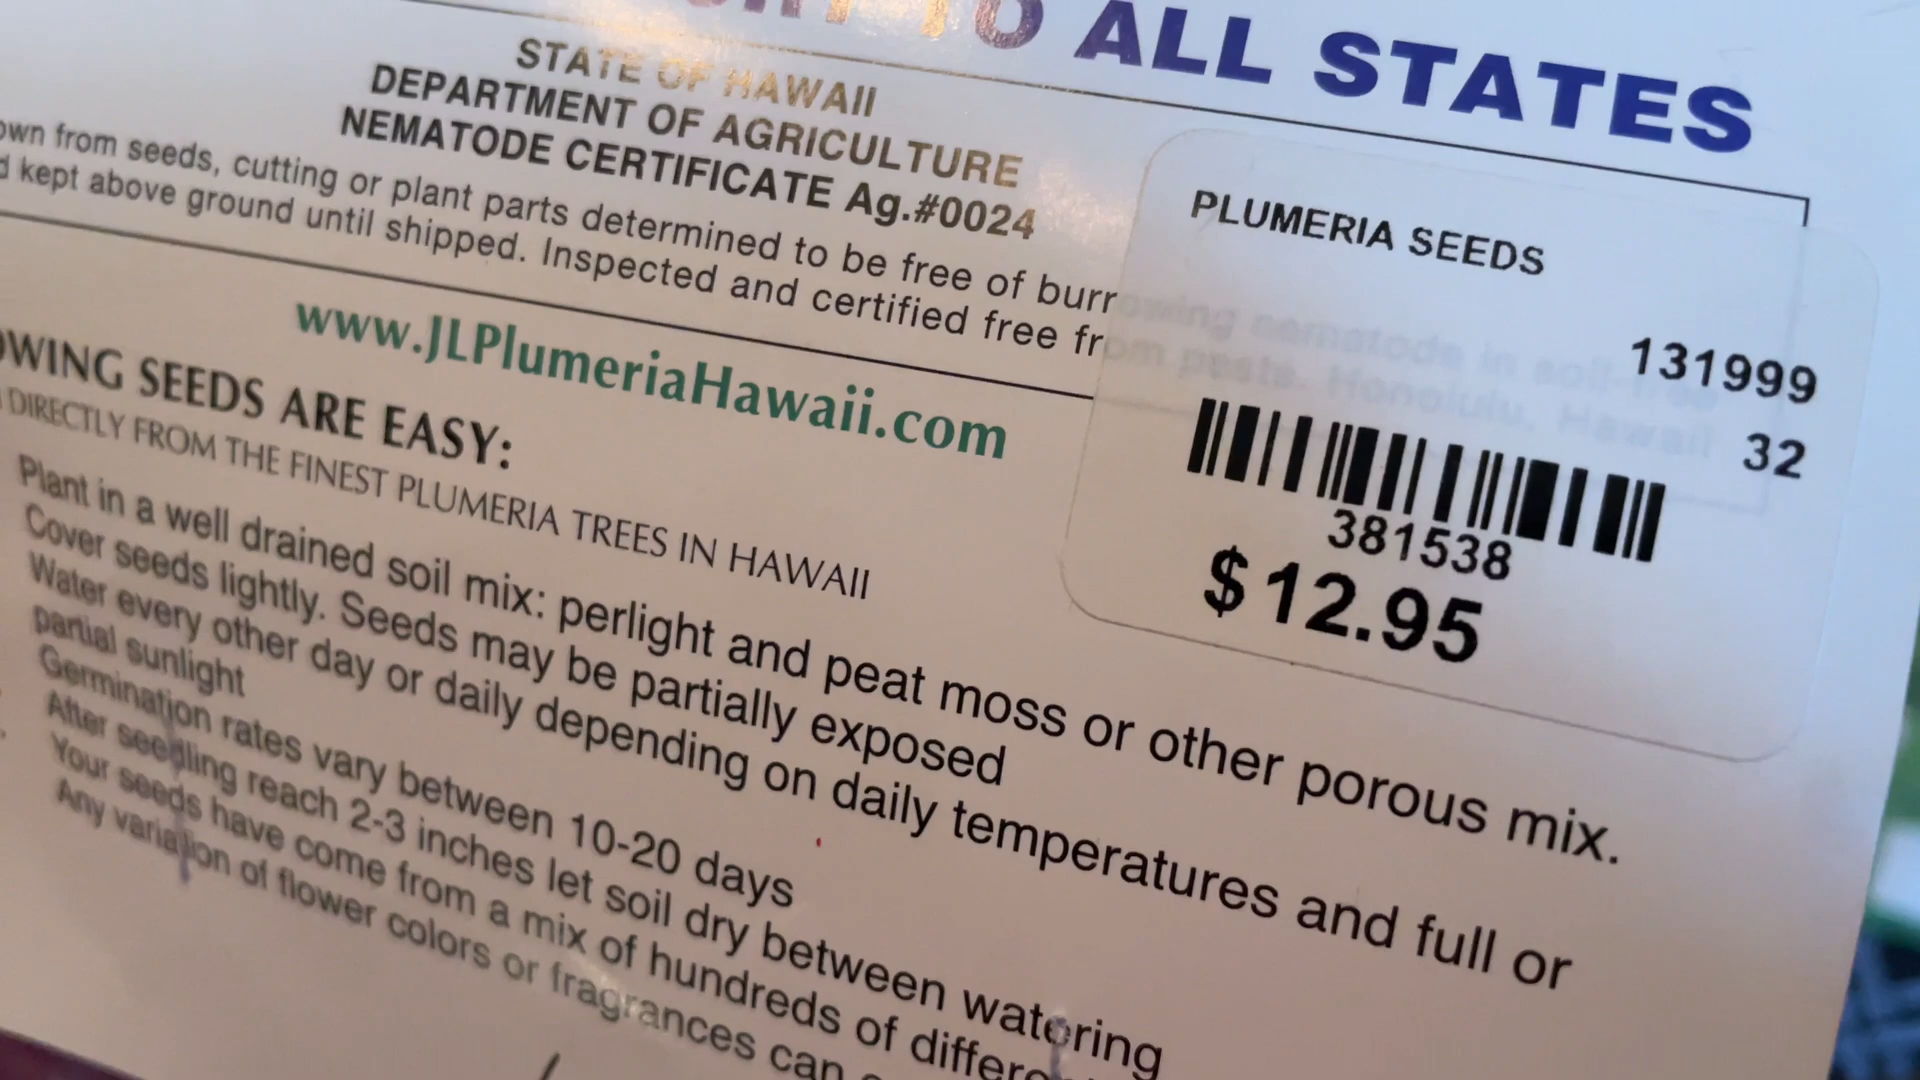 TO ALL STATES
STATE OF HAWAII
DEPARTMENT OF AGRICULTURE
NEMATODE CERTIFICATE Ag.#0024
own from seeds, cutting or plant parts determined to be free of burrowing nematode in soil-free
d kept above ground until shipped. Inspected and certified free from pests. Honolulu, Hawaii
PLUMERIA SEEDS
131999
32
381538
$12.95
www.JLPlumeriaHawaii.com
OWING SEEDS ARE EASY:
DIRECTLY FROM THE FINEST PLUMERIA TREES IN HAWAII
Plant in a well drained soil mix: perlight and peat moss or other porous mix.
Cover seeds lightly. Seeds may be partially exposed
Water every other day or daily depending on daily temperatures and full or
partial sunlight
Germination rates vary between 10-20 days
After seedling reach 2-3 inches let soil dry between watering
Your seeds have come from a mix of hundreds of differe
Any variation of flower colors or fragrances can